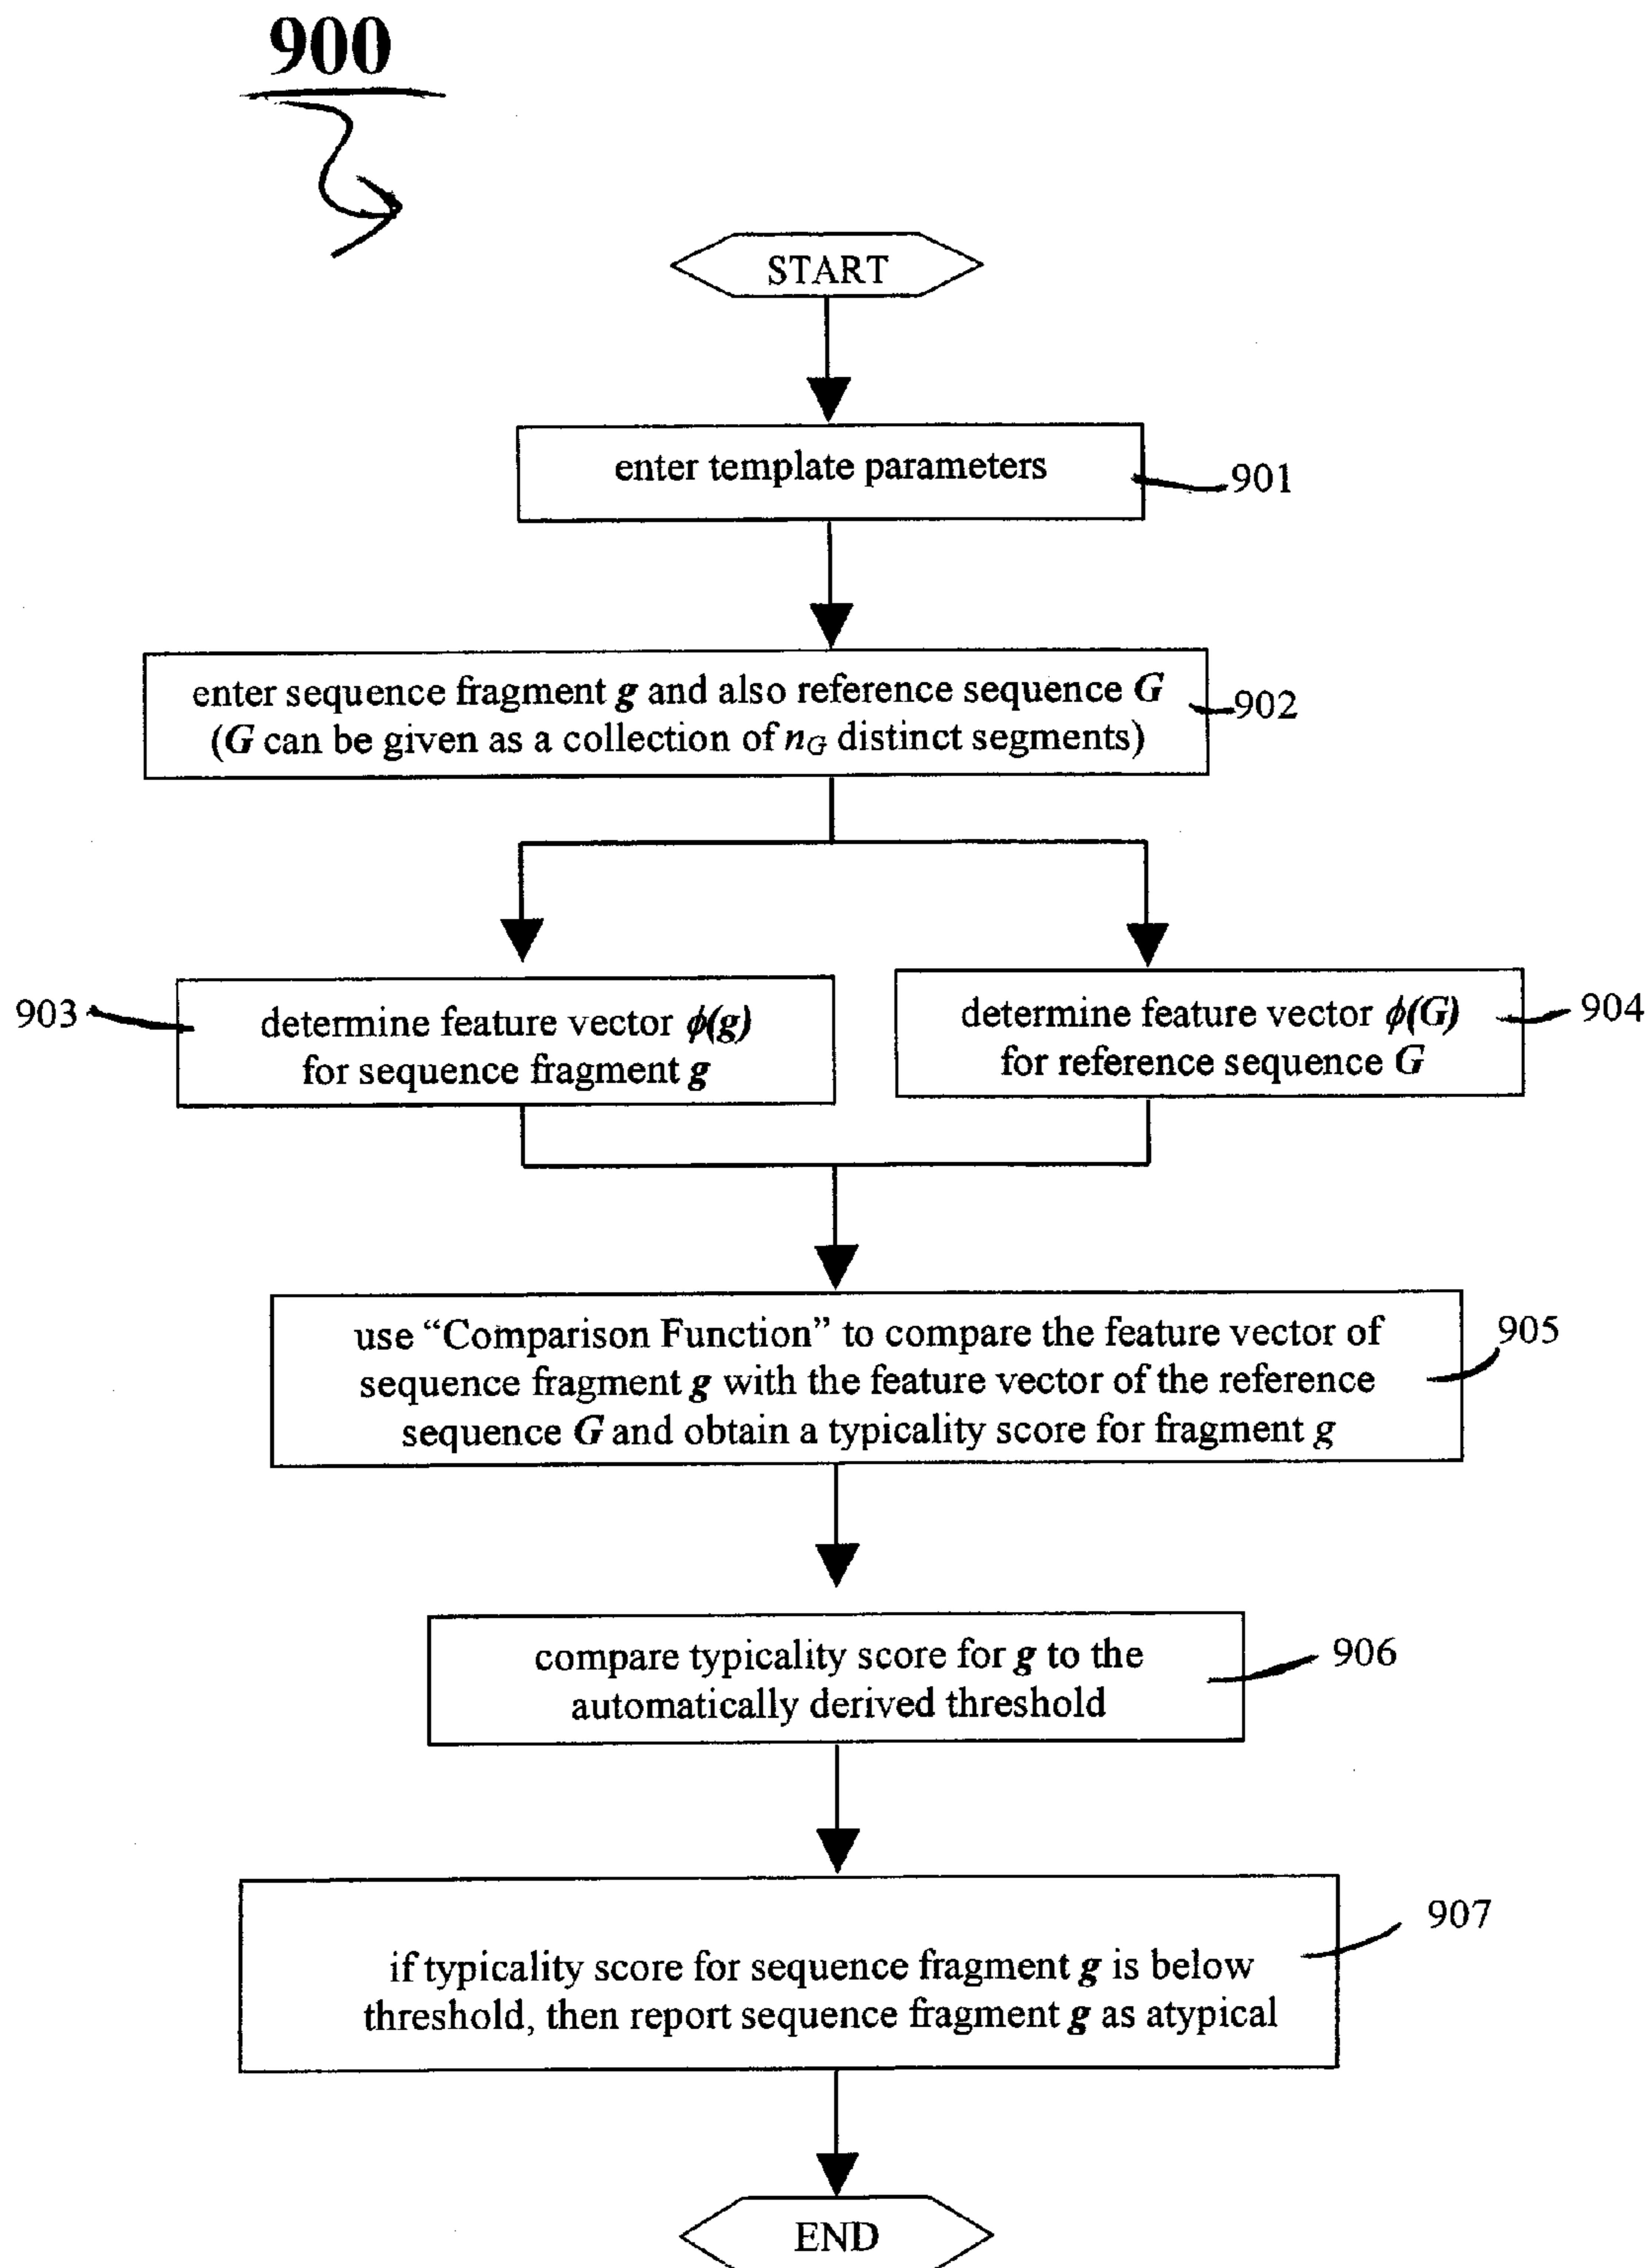 900
START
enter template parameters
901
enter sequence fragment g and also reference sequence G
(G can be given as a collection of nG distinct segments)
902
903
determine feature vector ϕ(g)
for sequence fragment g
determine feature vector ϕ(G)
for reference sequence G
904
use “Comparison Function” to compare the feature vector of
sequence fragment g with the feature vector of the reference
sequence G and obtain a typicality score for fragment g
905
compare typicality score for g to the
automatically derived threshold
906
if typicality score for sequence fragment g is below
threshold, then report sequence fragment g as atypical
907
END